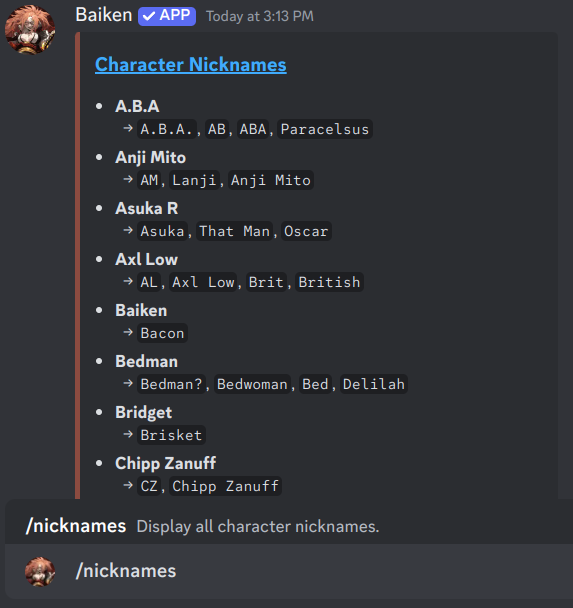 Baiken APP Today at 3:13 PM
Character Nicknames
• A.B.A
→ A.B.A., AB, ABA, Paracelsus
• Anji Mito
→ AM, Lanji, Anji Mito
• Asuka R
→ Asuka, That Man, Oscar
• Axl Low
→ AL, Axl Low, Brit, British
• Baiken
→ Bacon
• Bedman
→ Bedman?, Bedwoman, Bed, Delilah
• Bridget
→ Brisket
• Chipp Zanuff
→ CZ, Chipp Zanuff
/nicknames Display all character nicknames.
/nicknames